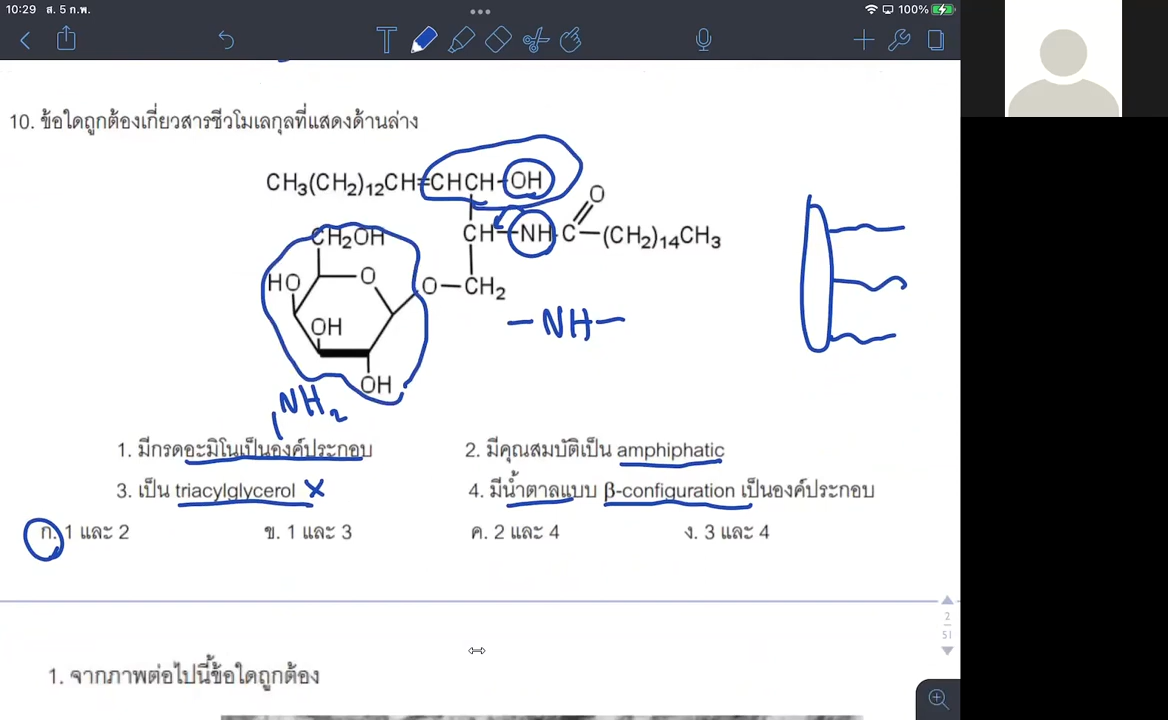 10:29 ส. 5 ก.พ.
100%
T
10. ข้อใดถูกต้องเกี่ยวสารชีวโมเลกุลที่แสดงด้านล่าง
CH₃(CH₂)₁₂CH=CHCH-OH
O
CH-NH C-(CH₂)₁₄CH₃
CH₂OH
HO O O-CH₂
OH
-NH-
OH
NH₂
1. มีกรดอะมิโนเป็นองค์ประกอบ 2. มีคุณสมบัติเป็น amphiphatic
3. เป็น triacylglycerol x 4. มีน้ำตาลแบบ β-configuration เป็นองค์ประกอบ
ก. 1 และ 2 ข. 1 และ 3 ค. 2 และ 4 ง. 3 และ 4
2
51
1. จากภาพต่อไปนี้ข้อใดถูกต้อง